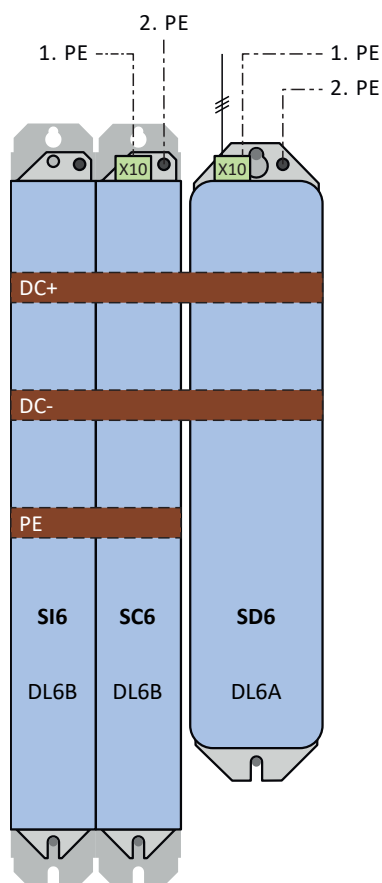 2. PE
1. PE
1. PE
2. PE
X10
X10
DC+
DC-
PE
SI6
SC6
SD6
DL6B
DL6B
DL6A